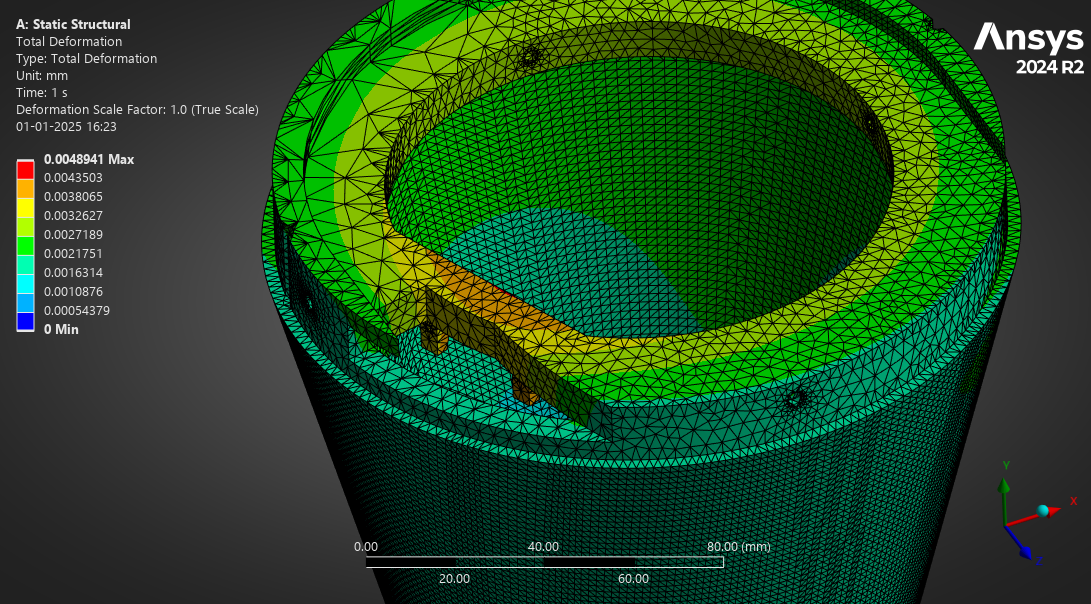 A: Static Structural
Total Deformation
Type: Total Deformation
Unit: mm
Time: 1 s
Deformation Scale Factor: 1.0 (True Scale)
01-01-2025 16:23
0.0048941 Max
0.0043503
0.0038065
0.0032627
0.0027189
0.0021751
0.0016314
0.0010876
0.00054379
0 Min
Ansys
2024 R2
0.00 40.00 80.00 (mm)
20.00 60.00
Y
X
Z